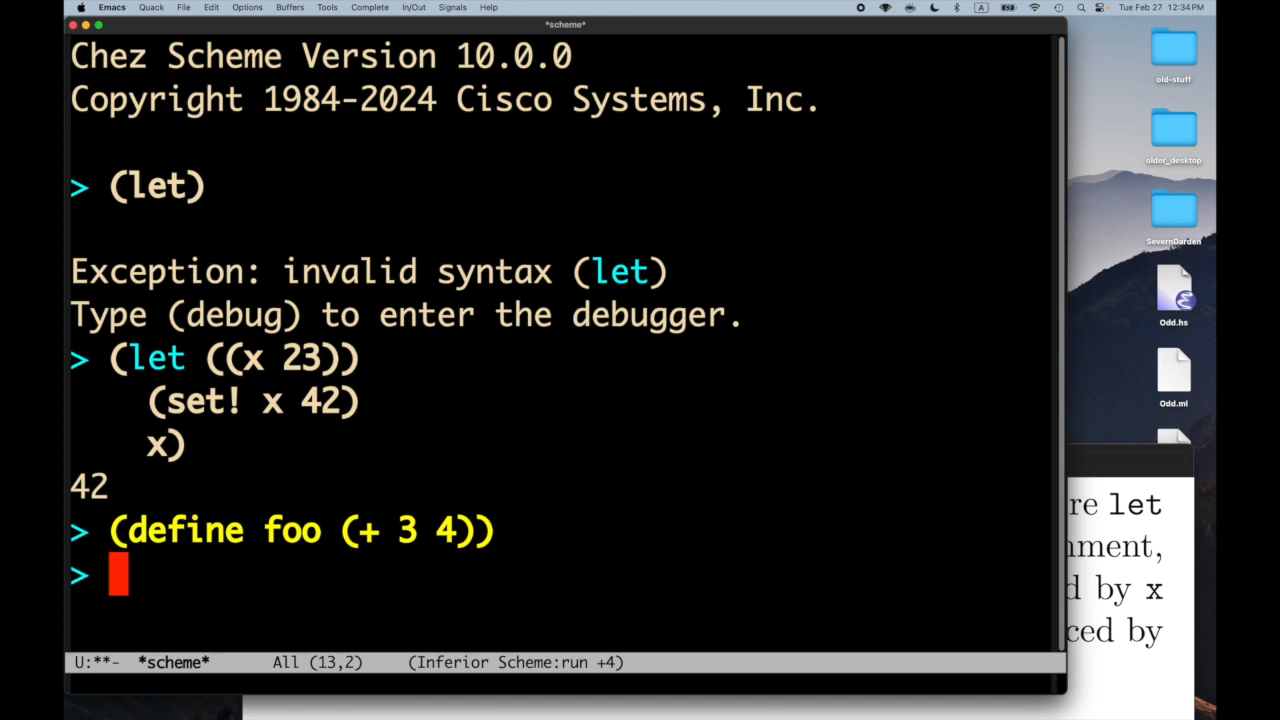 Emacs Quack File Edit Options Buffers Tools Complete In/Out Signals Help A Tue Feb 27 12:34 PM
*scheme*
Chez Scheme Version 10.0.0
Copyright 1984-2024 Cisco Systems, Inc.
> (let)
Exception: invalid syntax (let)
Type (debug) to enter the debugger.
> (let ((x 23))
(set! x 42)
x)
42
> (define foo (+ 3 4))
>
U:**- *scheme* All (13,2) (Inferior Scheme:run +4)
old-stuff
older_desktop
SevernDarden
Odd.hs
Odd.ml
re let
nment,
d by x
ced by